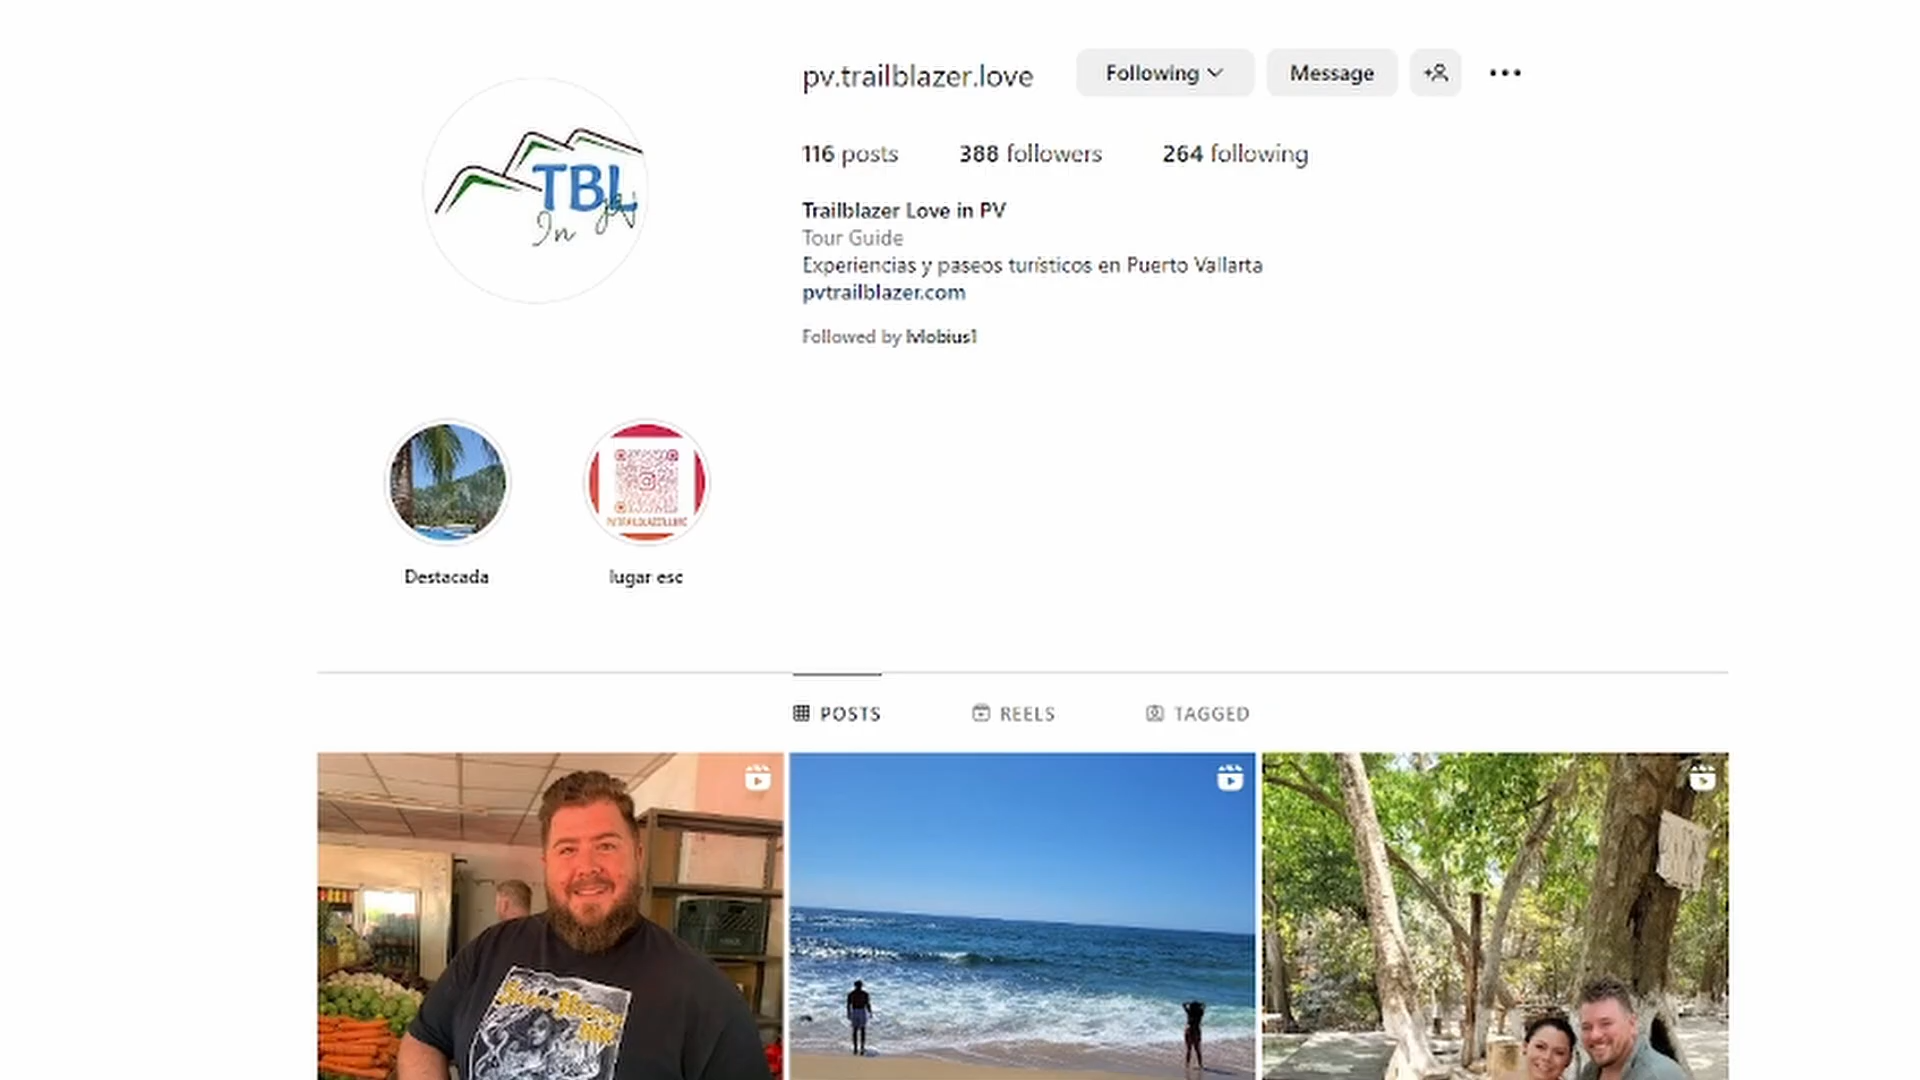 pv.trailblazer.love
Following
Message
116 posts
388 followers
264 following
TBL
In
Trailblazer Love in PV
Tour Guide
Experiencias y paseos turísticos en Puerto Vallarta
pvtrailblazer.com
Followed by lvlobius1
Destacada
lugar esc
POSTS
REELS
TAGGED